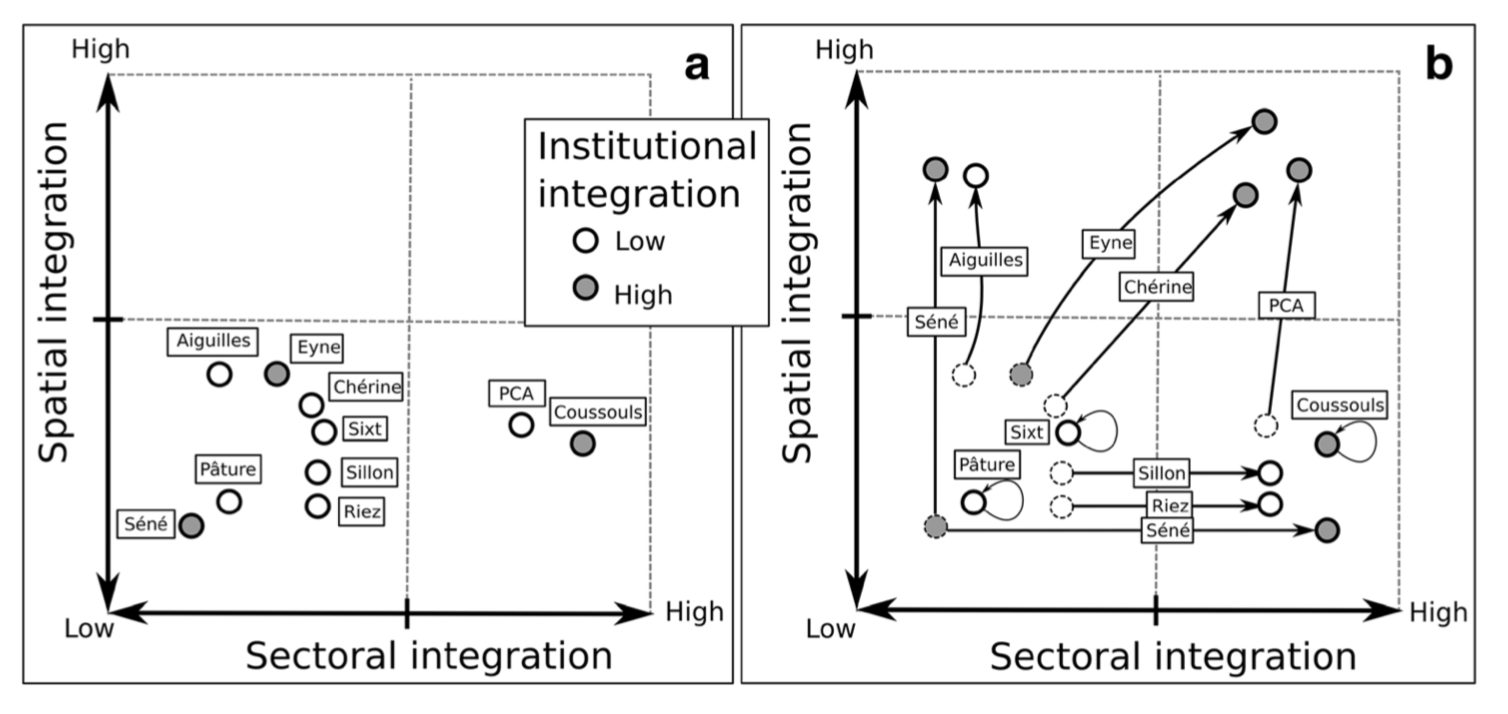 High
a
Spatial integration
Institutional
integration
Low
High
Aiguilles
Eyne
Chérine
Sixt
PCA
Coussouls
Pâture
Sillon
Riez
Séné
Low
High
Sectoral integration
High
b
Spatial integration
Eyne
Aiguilles
Chérine
PCA
Séné
Coussouls
Sixt
Pâture
Sillon
Riez
Séné
Low
High
Sectoral integration